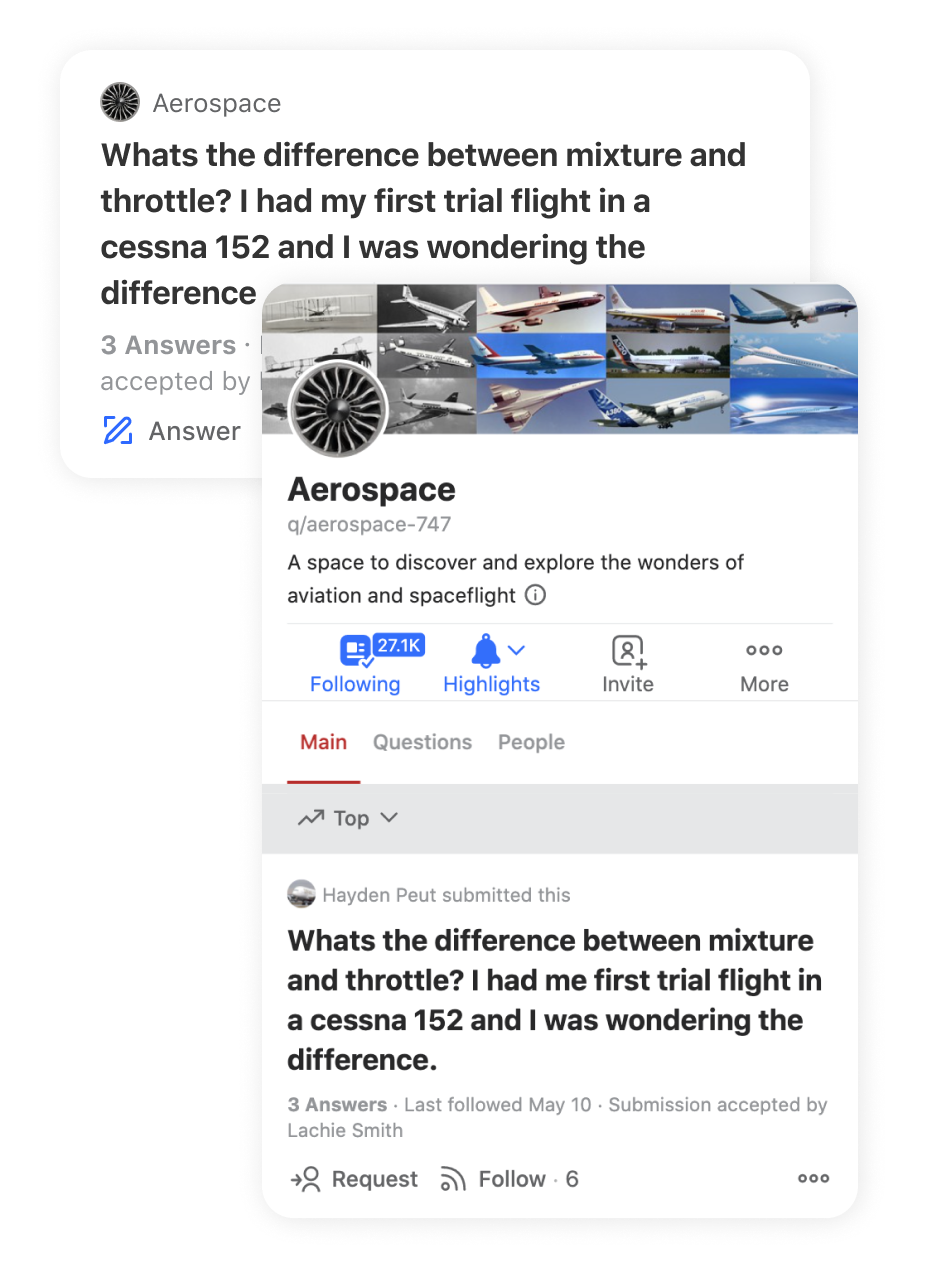 Aerospace
Whats the difference between mixture and
throttle? I had my first trial flight in a
cessna 152 and I was wondering the
difference
3 Answers ·
accepted by
Answer
A380
Aerospace
q/aerospace-747
A space to discover and explore the wonders of
aviation and spaceflight
27.1K
Following
Highlights
Invite
More
Main
Questions
People
Top
Hayden Peut submitted this
Whats the difference between mixture
and throttle? I had me first trial flight in
a cessna 152 and I was wondering the
difference.
3 Answers · Last followed May 10 · Submission accepted by
Lachie Smith
Request
Follow · 6